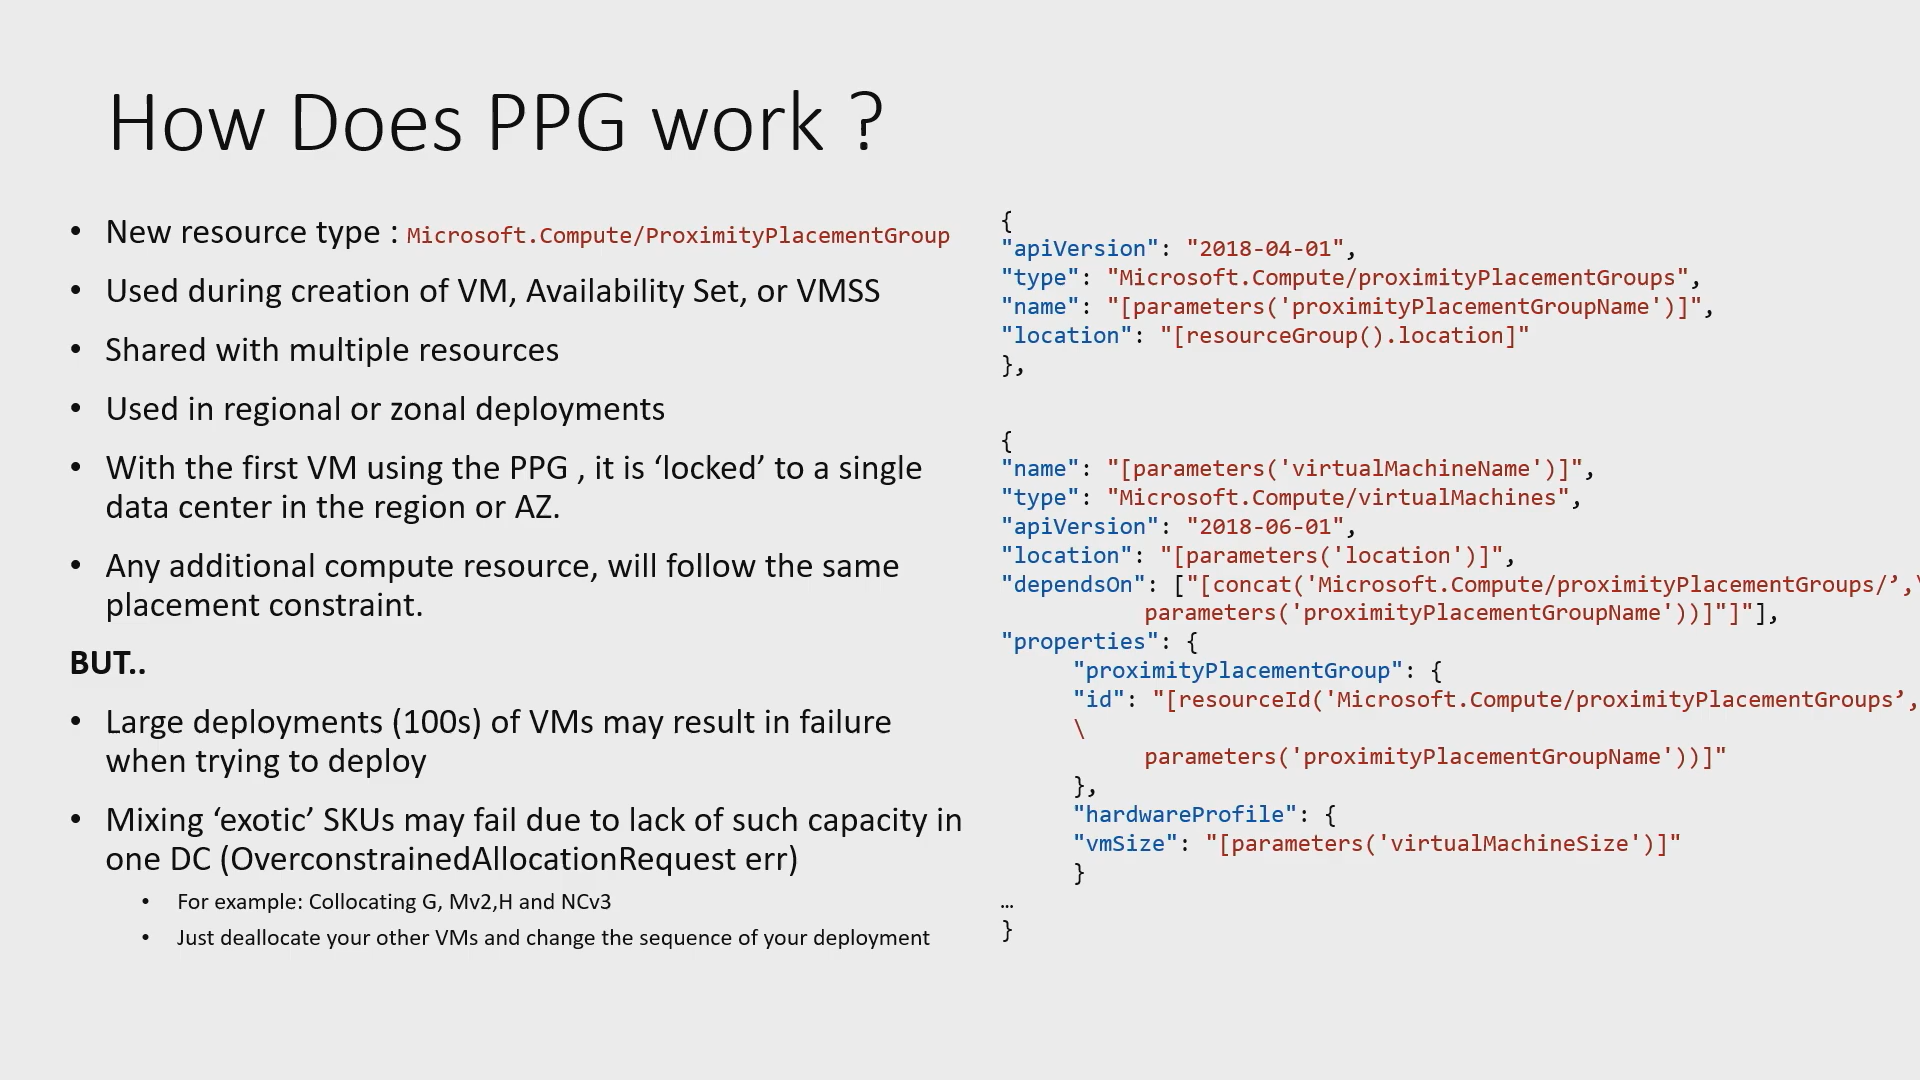 How Does PPG work ?
• New resource type : Microsoft.Compute/ProximityPlacementGroup
• Used during creation of VM, Availability Set, or VMSS
• Shared with multiple resources
• Used in regional or zonal deployments
• With the first VM using the PPG , it is ‘locked’ to a single
data center in the region or AZ.
• Any additional compute resource, will follow the same
placement constraint.
BUT..
• Large deployments (100s) of VMs may result in failure
when trying to deploy
• Mixing ‘exotic’ SKUs may fail due to lack of such capacity in
one DC (OverconstrainedAllocationRequest err)
• For example: Collocating G, Mv2,H and NCv3
• Just deallocate your other VMs and change the sequence of your deployment
{
"apiVersion": "2018-04-01",
"type": "Microsoft.Compute/proximityPlacementGroups",
"name": "[parameters('proximityPlacementGroupName')]",
"location": "[resourceGroup().location]"
},
{
"name": "[parameters('virtualMachineName')]",
"type": "Microsoft.Compute/virtualMachines",
"apiVersion": "2018-06-01",
"location": "[parameters('location')]",
"dependsOn": ["[concat('Microsoft.Compute/proximityPlacementGroups/’,\
parameters('proximityPlacementGroupName'))]"]"],
"properties": {
"proximityPlacementGroup": {
"id": "[resourceId('Microsoft.Compute/proximityPlacementGroups’,
\
parameters('proximityPlacementGroupName'))]"
},
"hardwareProfile": {
"vmSize": "[parameters('virtualMachineSize')]"
}
…
}